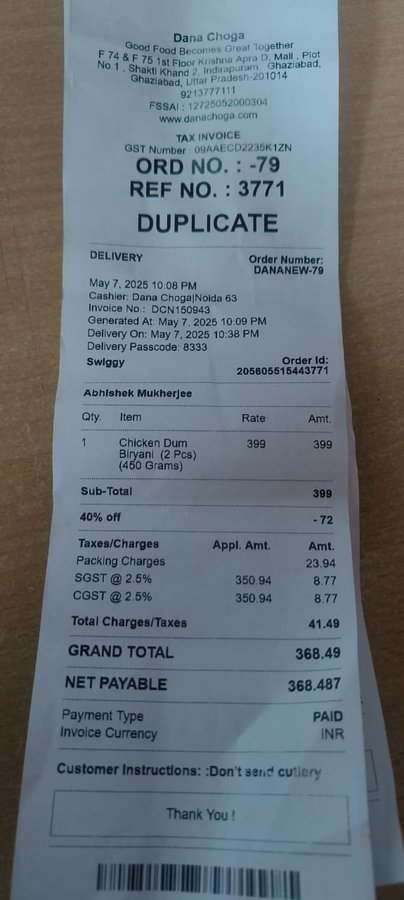 Dana Choga
Good Food Becomes Great Together
F 74 & F 75 1st Floor Krishna Apra D, Mall , Plot
No.1 , Shakti Khand 2, Indirapuram, Ghaziabad,
Ghaziabad, Uttar Pradesh-201014
9213777111
FSSAI : 12725052000304
www.danachoga.com
TAX INVOICE
GST Number : 09AAECD2235K1ZN
ORD NO. : -79
REF NO. : 3771
DUPLICATE
DELIVERY Order Number:
DANANEW-79
May 7, 2025 10:08 PM
Cashier: Dana Choga|Noida 63
Invoice No.: DCN150943
Generated At: May 7, 2025 10:09 PM
Delivery On: May 7, 2025 10:38 PM
Delivery Passcode: 8333
Swiggy Order Id:
205605515443771
Abhishek Mukherjee
Qty. Item Rate Amt.
1 Chicken Dum 399 399
Biryani (2 Pcs)
(450 Grams)
Sub-Total 399
40% off - 72
Taxes/Charges Appl. Amt. Amt.
Packing Charges 23.94
SGST @ 2.5% 350.94 8.77
CGST @ 2.5% 350.94 8.77
Total Charges/Taxes 41.49
GRAND TOTAL 368.49
NET PAYABLE 368.487
Payment Type PAID
Invoice Currency INR
Customer Instructions: :Don't send cutlery
Thank You !